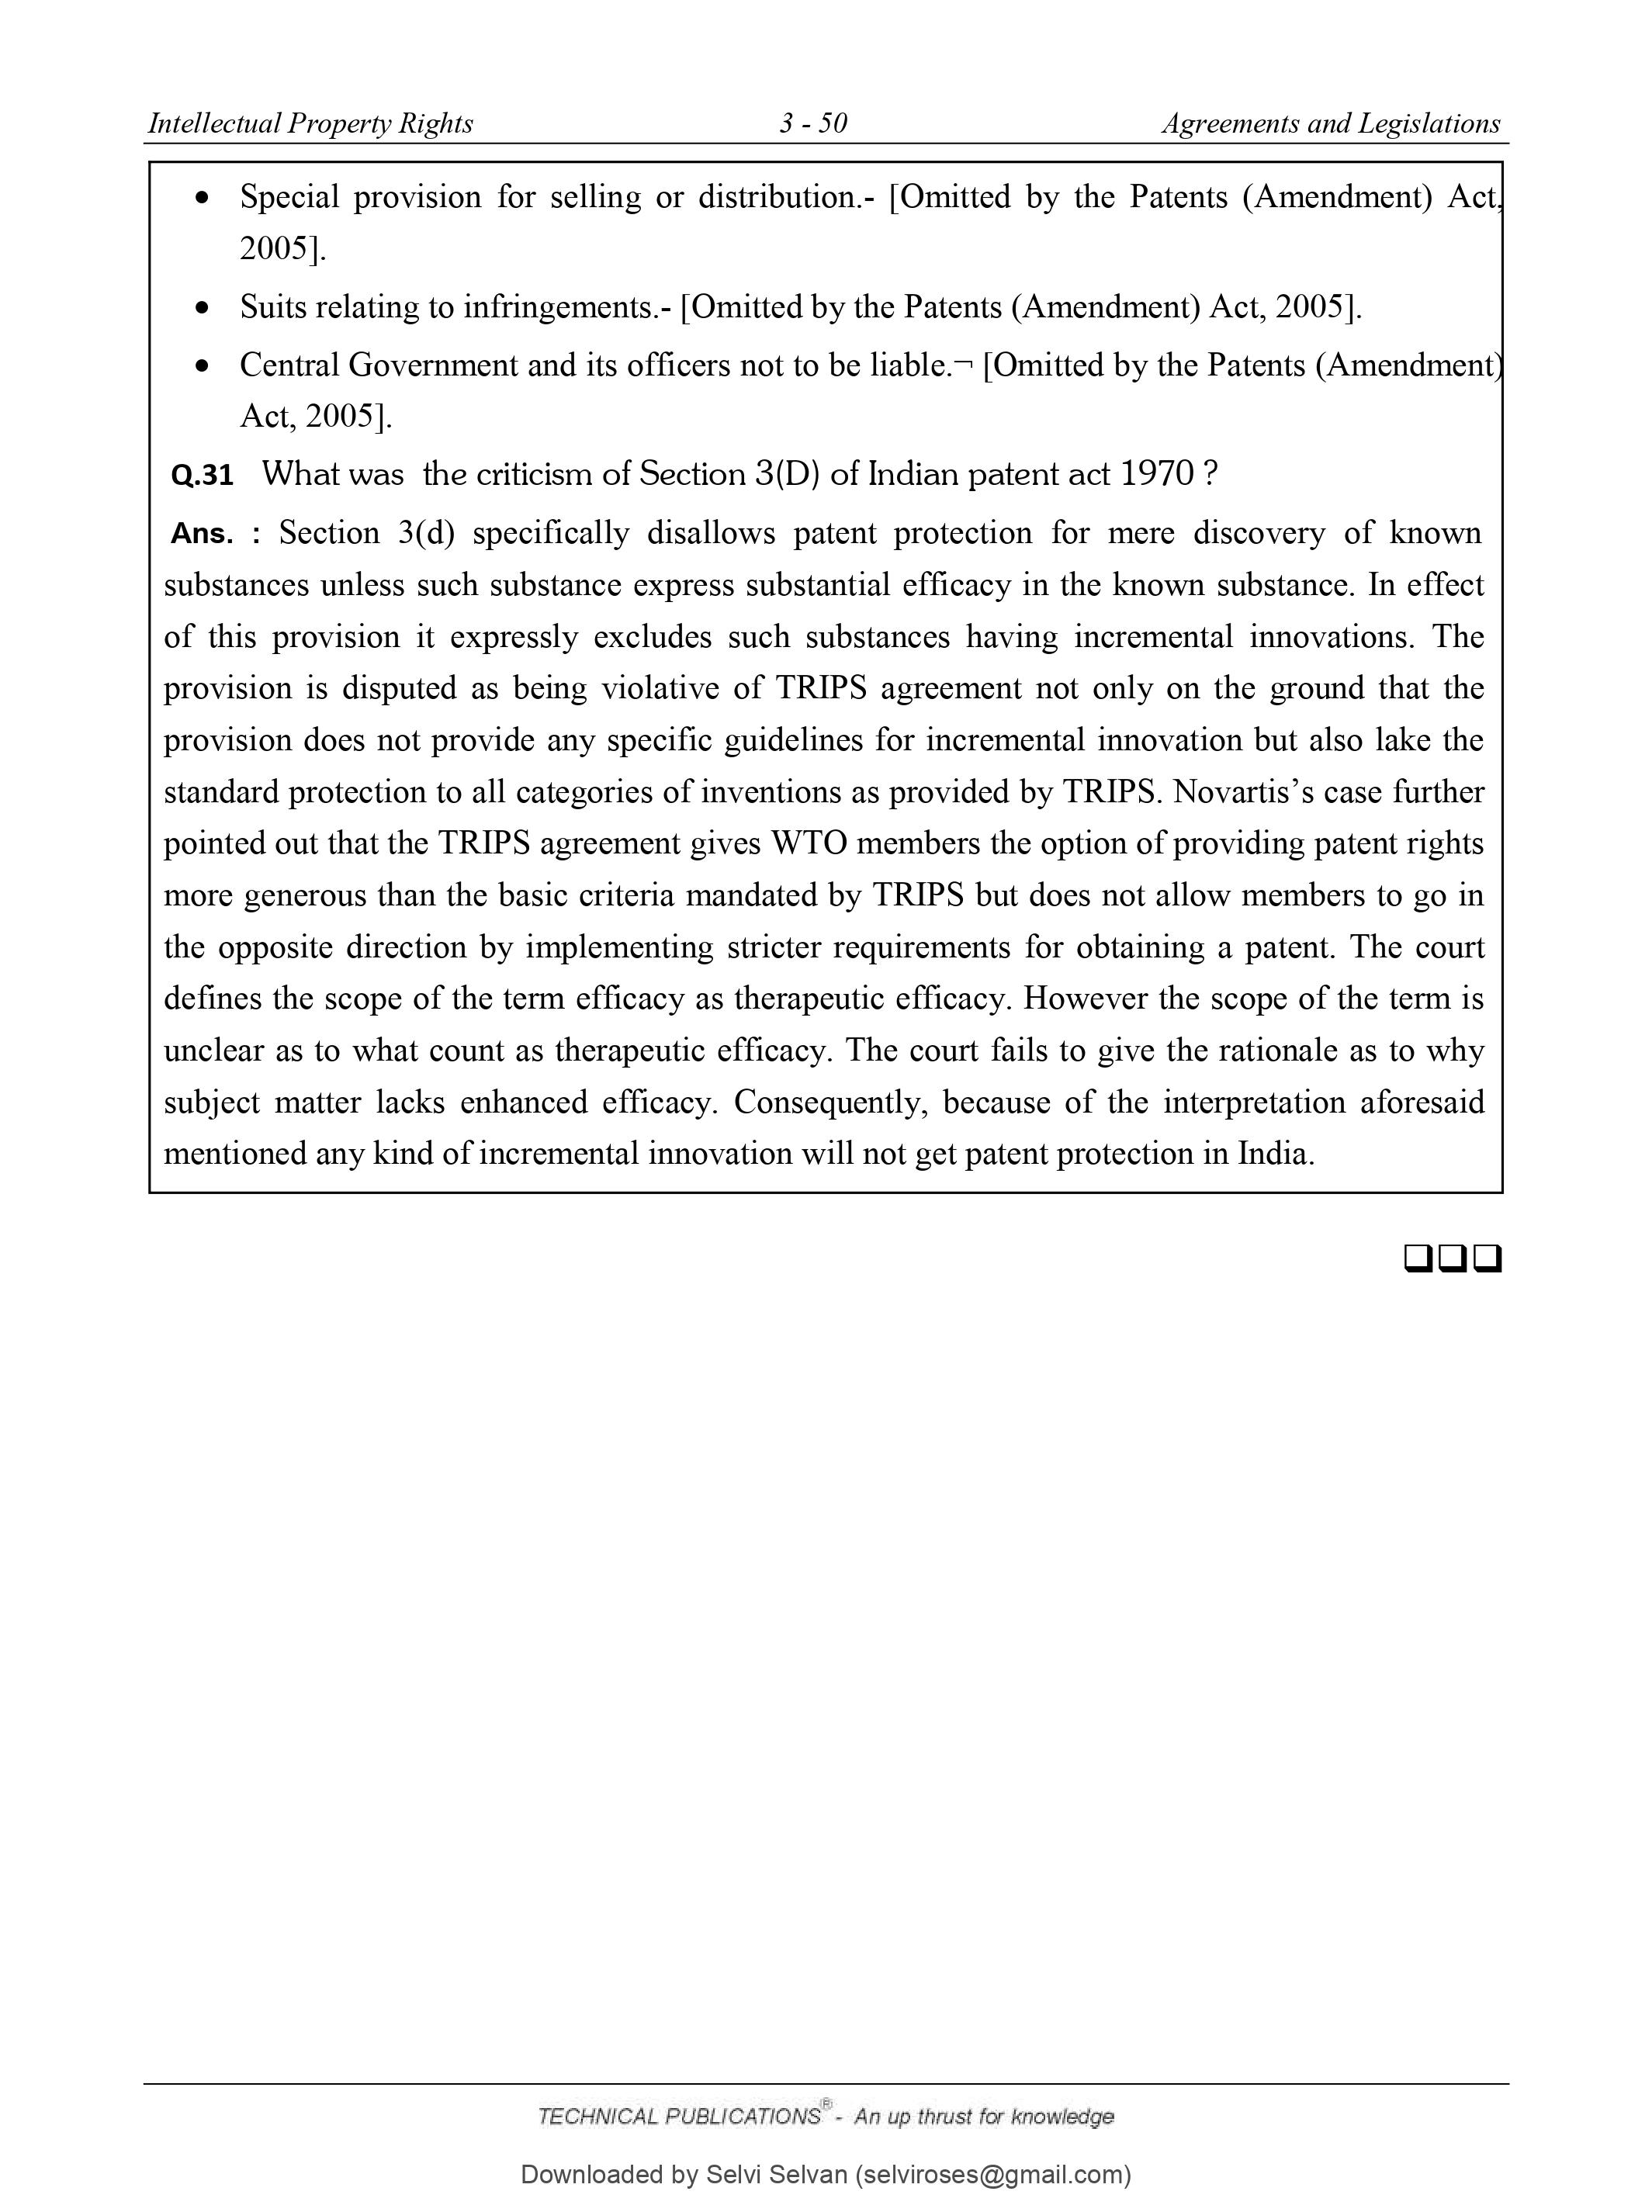 Intellectual Property Rights 3 - 50 Agreements and Legislations
• Special provision for selling or distribution.- [Omitted by the Patents (Amendment) Act,
2005].
• Suits relating to infringements.- [Omitted by the Patents (Amendment) Act, 2005].
• Central Government and its officers not to be liable.¬ [Omitted by the Patents (Amendment)
Act, 2005].
Q.31 What was the criticism of Section 3(D) of Indian patent act 1970 ?
Ans. : Section 3(d) specifically disallows patent protection for mere discovery of known
substances unless such substance express substantial efficacy in the known substance. In effect
of this provision it expressly excludes such substances having incremental innovations. The
provision is disputed as being violative of TRIPS agreement not only on the ground that the
provision does not provide any specific guidelines for incremental innovation but also lake the
standard protection to all categories of inventions as provided by TRIPS. Novartis’s case further
pointed out that the TRIPS agreement gives WTO members the option of providing patent rights
more generous than the basic criteria mandated by TRIPS but does not allow members to go in
the opposite direction by implementing stricter requirements for obtaining a patent. The court
defines the scope of the term efficacy as therapeutic efficacy. However the scope of the term is
unclear as to what count as therapeutic efficacy. The court fails to give the rationale as to why
subject matter lacks enhanced efficacy. Consequently, because of the interpretation aforesaid
mentioned any kind of incremental innovation will not get patent protection in India.
❑❑❑
TECHNICAL PUBLICATIONS® - An up thrust for knowledge
Downloaded by Selvi Selvan (selviroses@gmail.com)